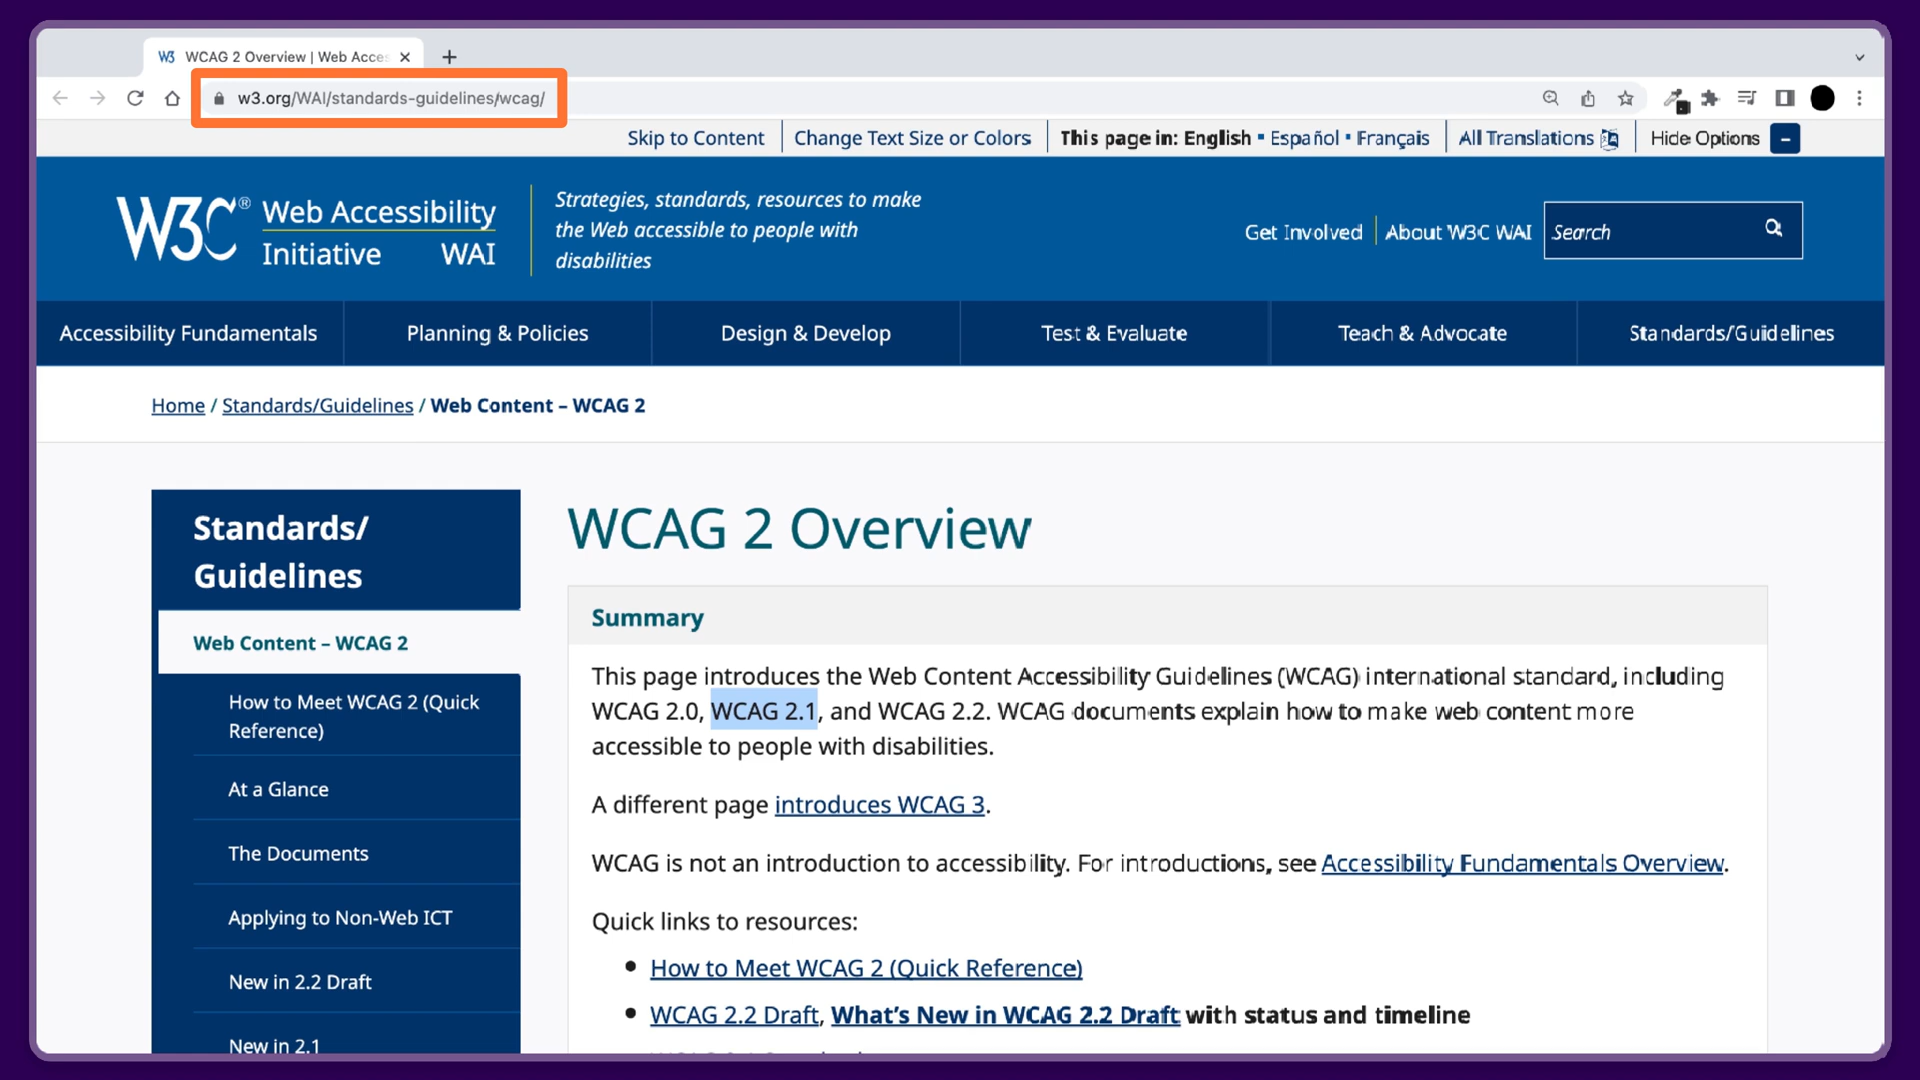 W3 WCAG 2 Overview | Web Acce
w3.org/WAI/standards-guidelines/wcag/
Skip to Content Change Text Size or Colors This page in: English ▪ Español ▪ Français All Translations Hide Options
W3C® Web Accessibility Initiative WAI
Strategies, standards, resources to make
the Web accessible to people with
disabilities
Get Involved About W3C WAI Search
Accessibility Fundamentals Planning & Policies Design & Develop Test & Evaluate Teach & Advocate Standards/Guidelines
Home / Standards/Guidelines / Web Content – WCAG 2
Standards/
Guidelines
Web Content – WCAG 2
How to Meet WCAG 2 (Quick
Reference)
At a Glance
The Documents
Applying to Non-Web ICT
New in 2.2 Draft
New in 2.1
WCAG 2 Overview
Summary
This page introduces the Web Content Accessibility Guidelines (WCAG) international standard, including
WCAG 2.0, WCAG 2.1, and WCAG 2.2. WCAG documents explain how to make web content more
accessible to people with disabilities.
A different page introduces WCAG 3.
WCAG is not an introduction to accessibility. For introductions, see Accessibility Fundamentals Overview.
Quick links to resources:
• How to Meet WCAG 2 (Quick Reference)
• WCAG 2.2 Draft, What's New in WCAG 2.2 Draft with status and timeline